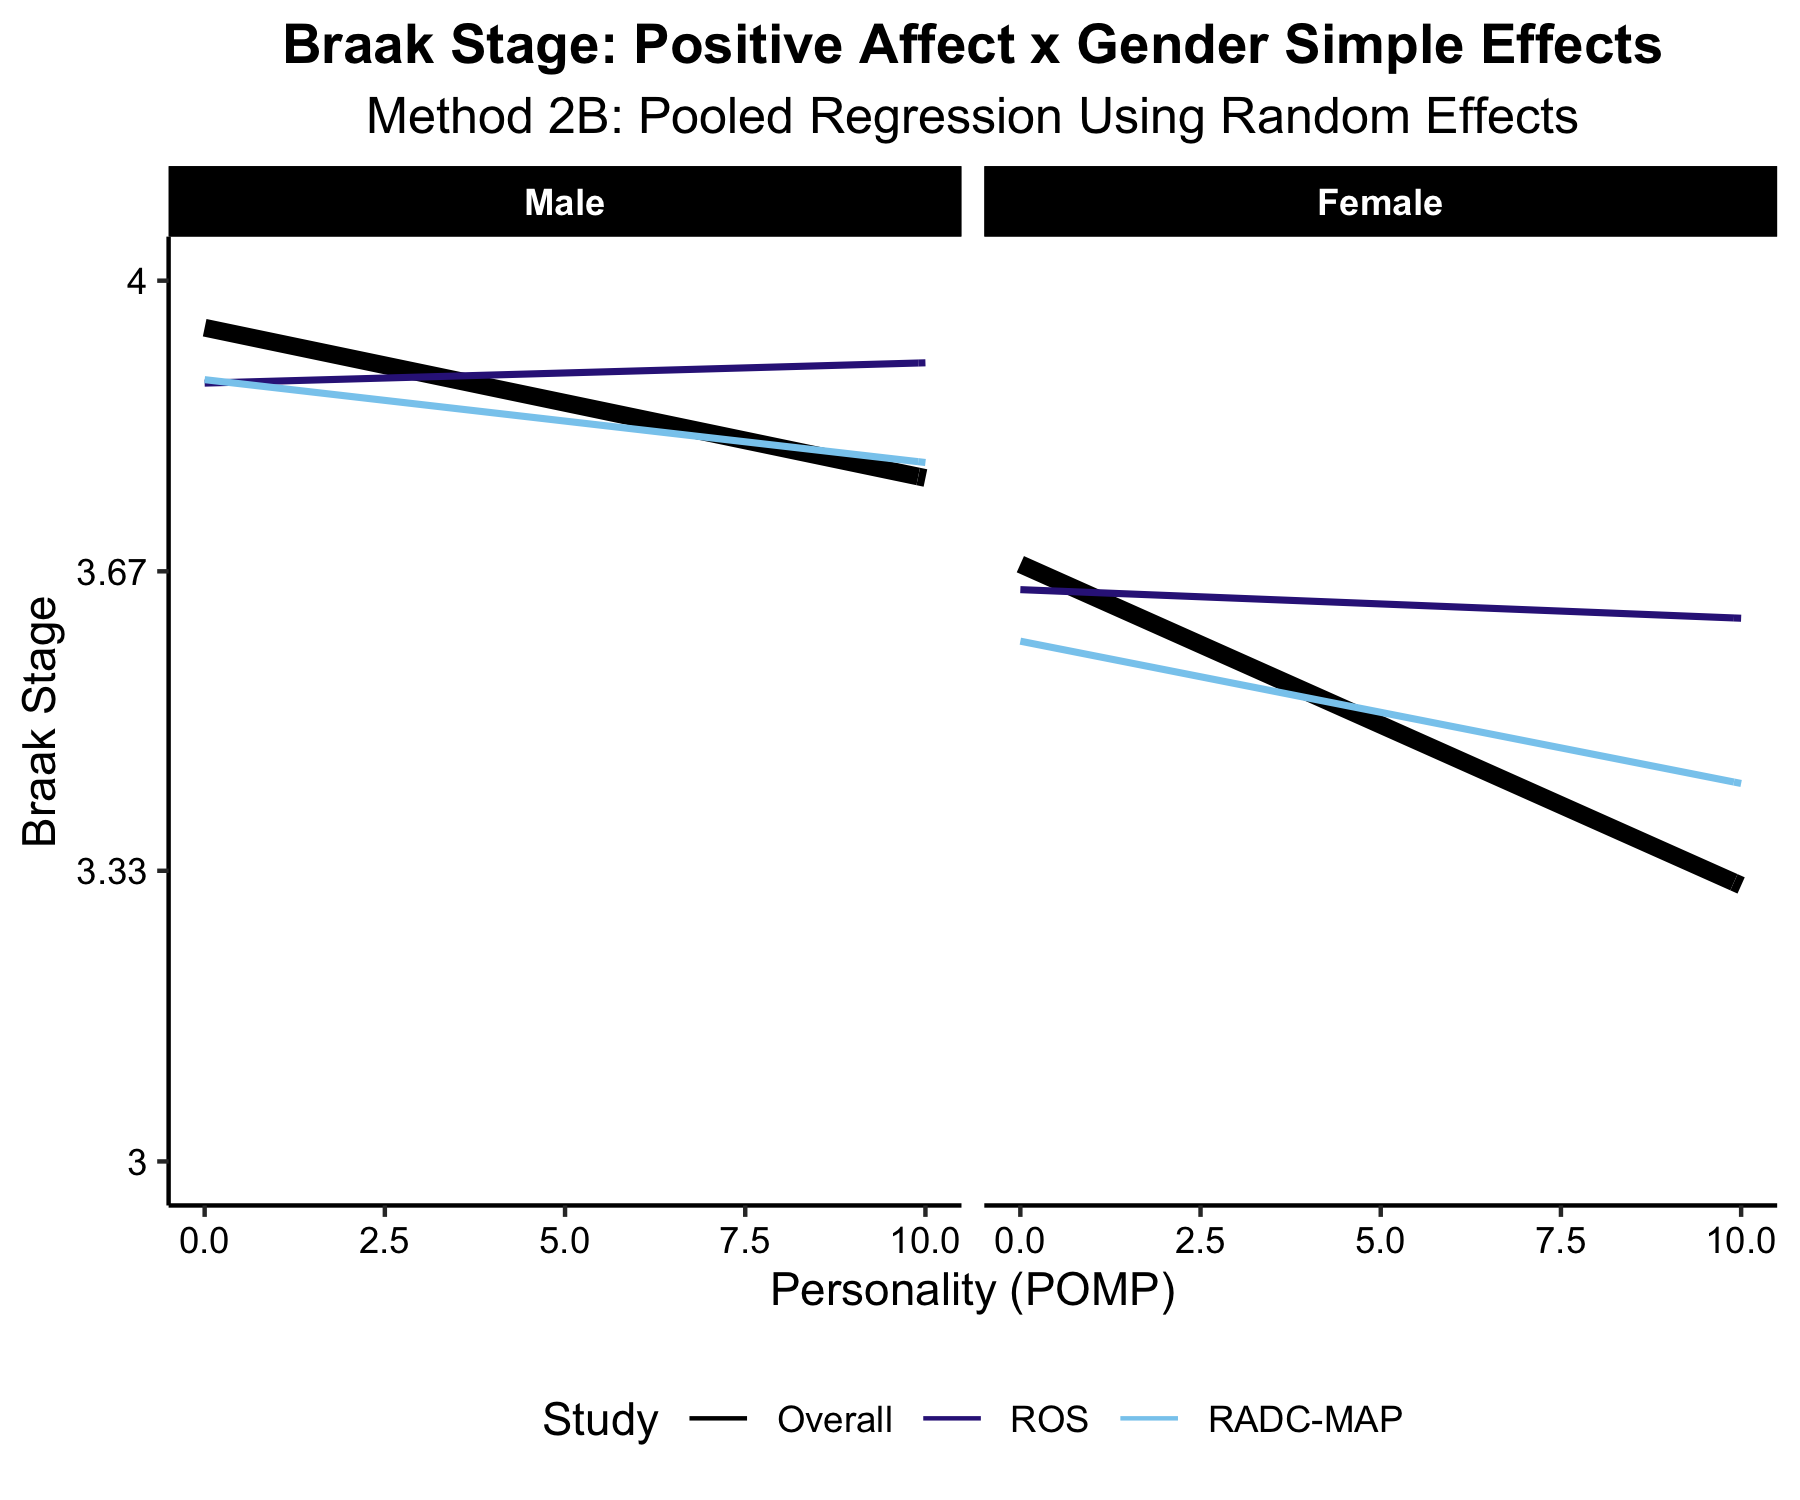 Braak Stage: Positive Affect x Gender Simple Effects
Method 2B: Pooled Regression Using Random Effects
Male
Female
4
3.67
3.33
3
Braak Stage
0.0 2.5 5.0 7.5 10.0
0.0 2.5 5.0 7.5 10.0
Personality (POMP)
Study Overall ROS RADC-MAP